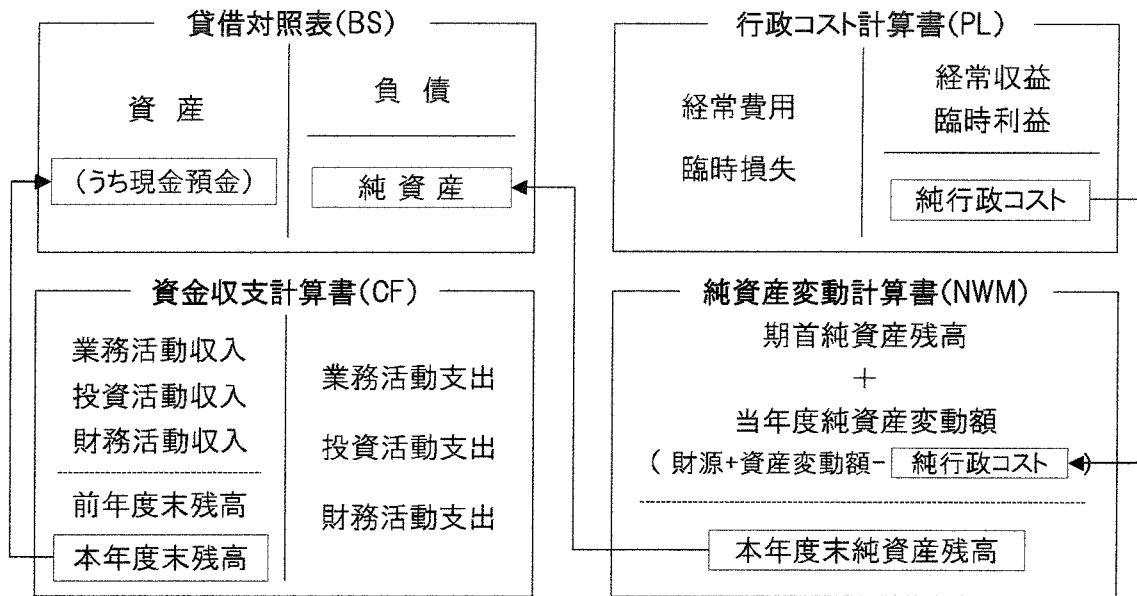 貸借対照表(BS)
資 産
(うち現金預金)
負 債
純 資 産
行政コスト計算書(PL)
経常費用
臨時損失
経常収益
臨時利益
純行政コスト
資金収支計算書(CF)
業務活動収入
投資活動収入
財務活動収入
前年度末残高
本年度末残高
業務活動支出
投資活動支出
財務活動支出
純資産変動計算書(NWM)
期首純資産残高
+
当年度純資産変動額
( 財源+資産変動額- 純行政コスト )
本年度末純資産残高